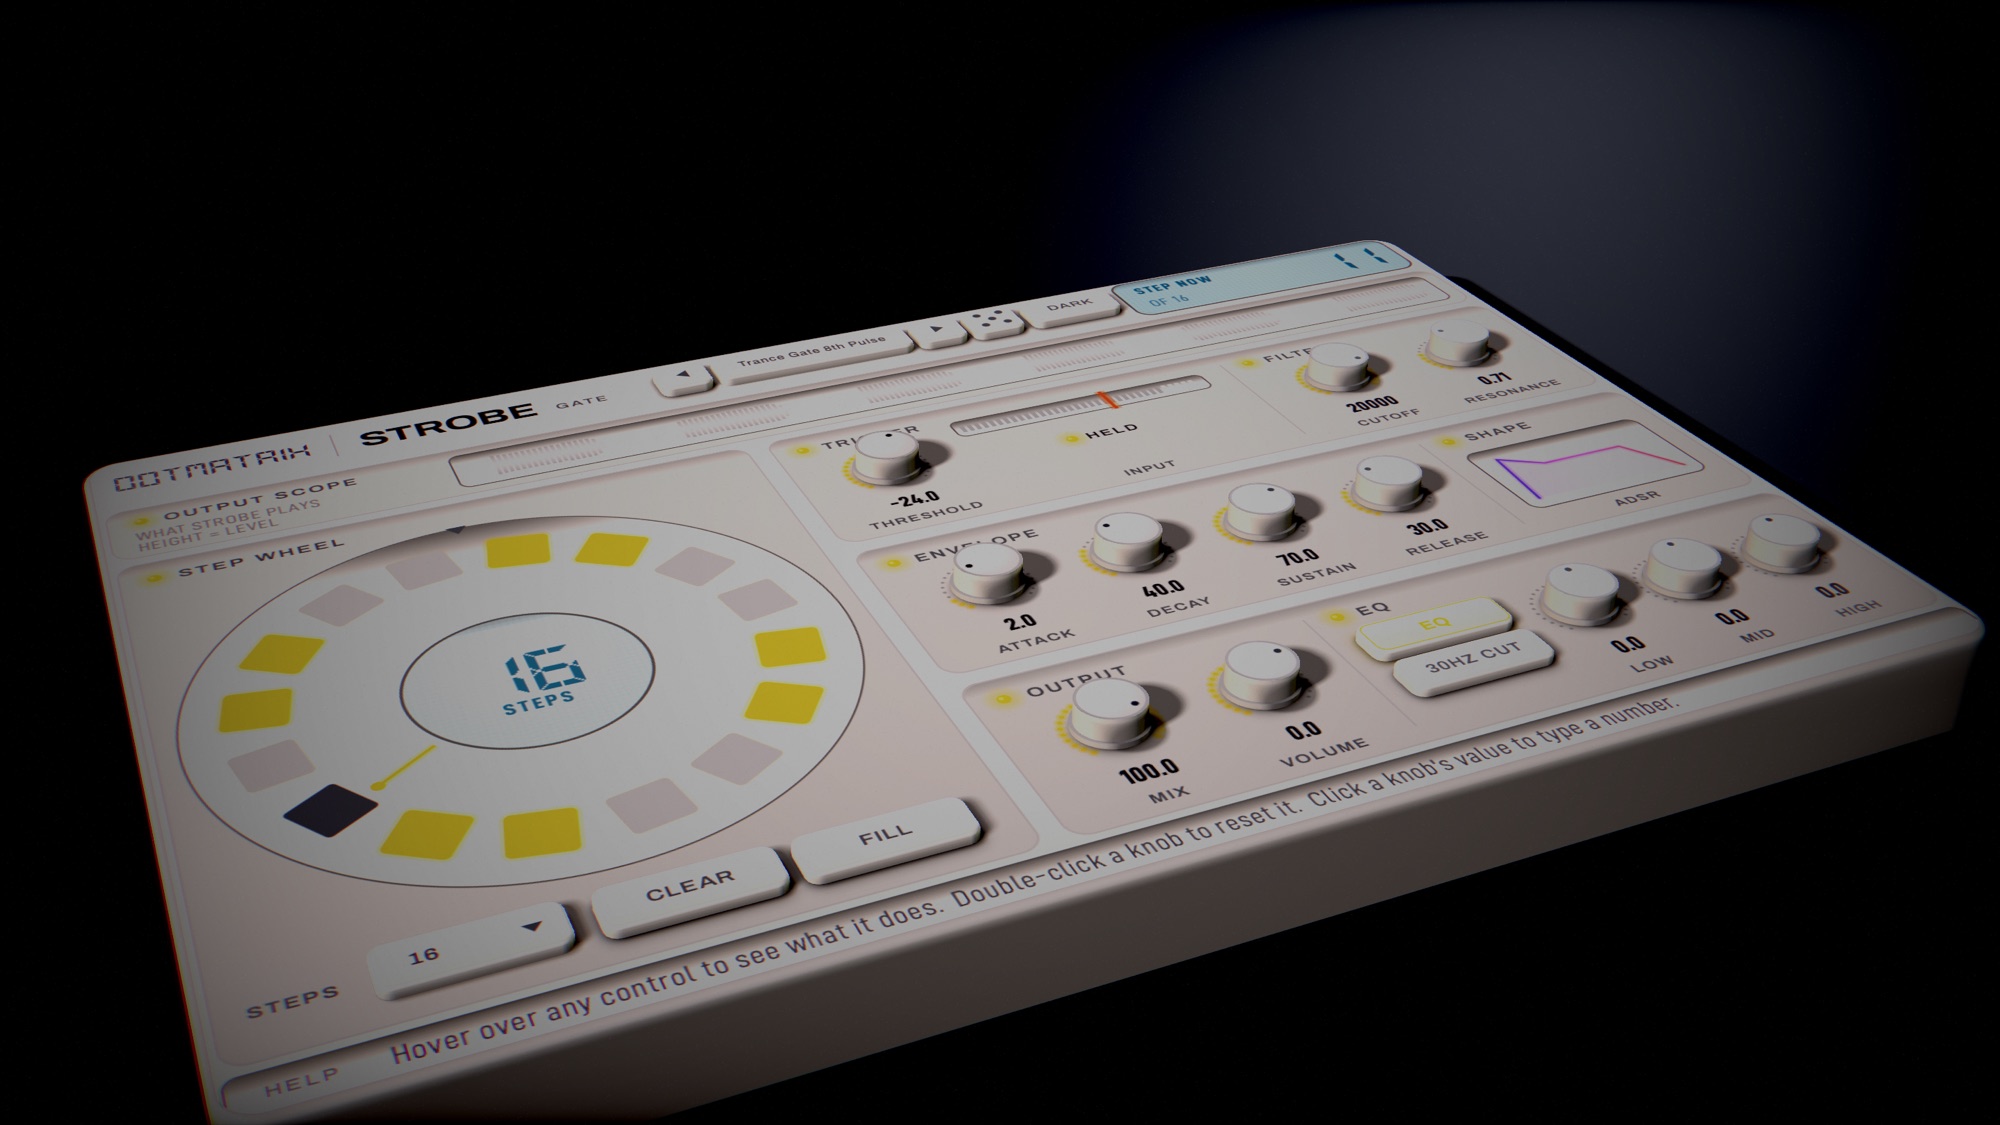 DOTMATRIX
STROBE
GATE
Trance Gate 8th Pulse
DARK
STEP NOW
OF 16
11
OUTPUT SCOPE
WHAT STROBE PLAYS
HEIGHT = LEVEL
STEP WHEEL
16
STEPS
STEPS
16
CLEAR
FILL
-24.0
THRESHOLD
HELD
INPUT
20000
CUTOFF
0.71
RESONANCE
ENVELOPE
2.0
ATTACK
40.0
DECAY
70.0
SUSTAIN
30.0
RELEASE
SHAPE
ADSR
OUTPUT
100.0
MIX
0.0
VOLUME
EQ
EQ
30HZ CUT
0.0
LOW
0.0
MID
0.0
HIGH
HELP
Hover over any control to see what it does. Double-click a knob to reset it. Click a knob's value to type a number.